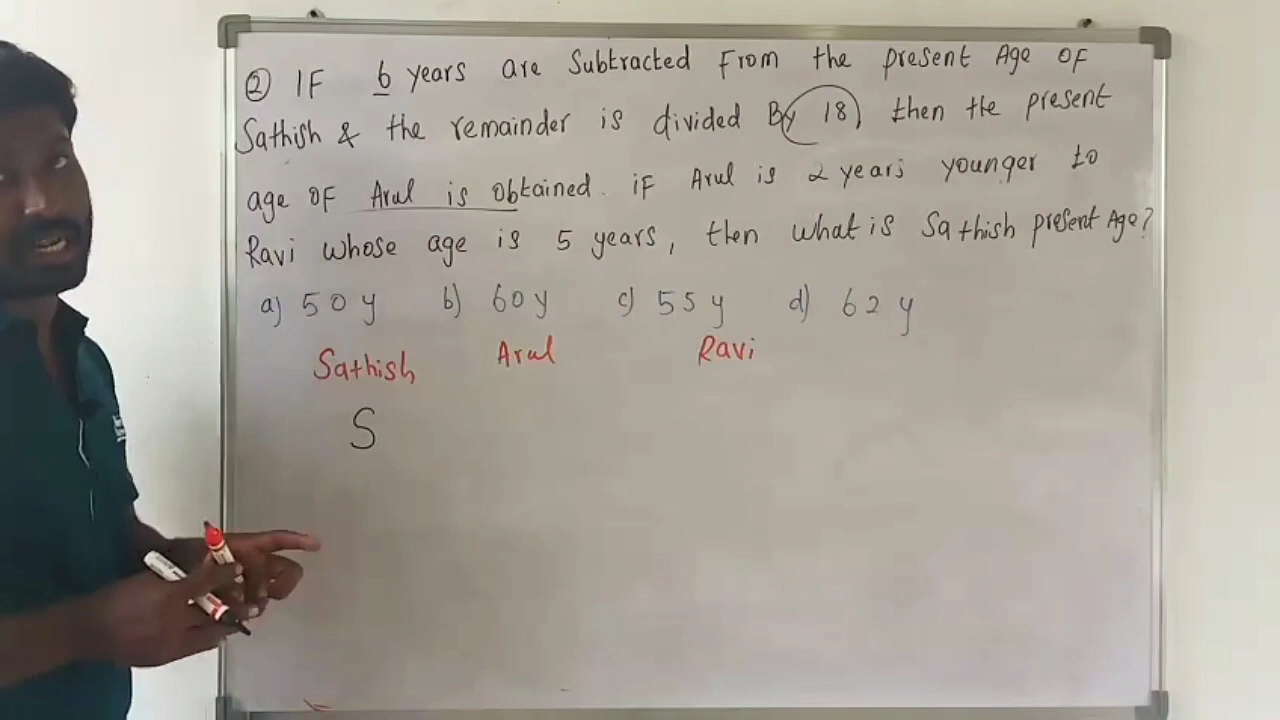 ② IF 6 years are Subtracted From the present Age OF
Sathish & the remainder is divided By 18, then the present
age OF Arul is obtained. iF Arul is 2 years younger to
Ravi whose age is 5 years, then what is Sathish present Age?
a) 50 y b) 60 y c) 55 y d) 62 y
Sathish Arul Ravi
S